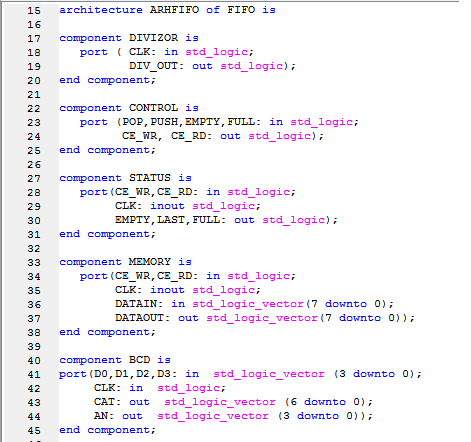 15 architecture ARHFIFO of FIFO is
16
17 component DIVIZOR is
18 port ( CLK: in std_logic;
19 DIV_OUT: out std_logic);
20 end component;
21
22 component CONTROL is
23 port (POP,PUSH,EMPTY,FULL: in std_logic;
24 CE_WR, CE_RD: out std_logic);
25 end component;
26
27 component STATUS is
28 port(CE_WR,CE_RD: in std_logic;
29 CLK: inout std_logic;
30 EMPTY,LAST,FULL: out std_logic);
31 end component;
32
33 component MEMORY is
34 port(CE_WR,CE_RD: in std_logic;
35 CLK: inout std_logic;
36 DATAIN: in std_logic_vector(7 downto 0);
37 DATAOUT: out std_logic_vector(7 downto 0));
38 end component;
39
40 component BCD is
41 port(D0,D1,D2,D3: in std_logic_vector (3 downto 0);
42 CLK: in std_logic;
43 CAT: out std_logic_vector (6 downto 0);
44 AN: out std_logic_vector (3 downto 0));
45 end component;